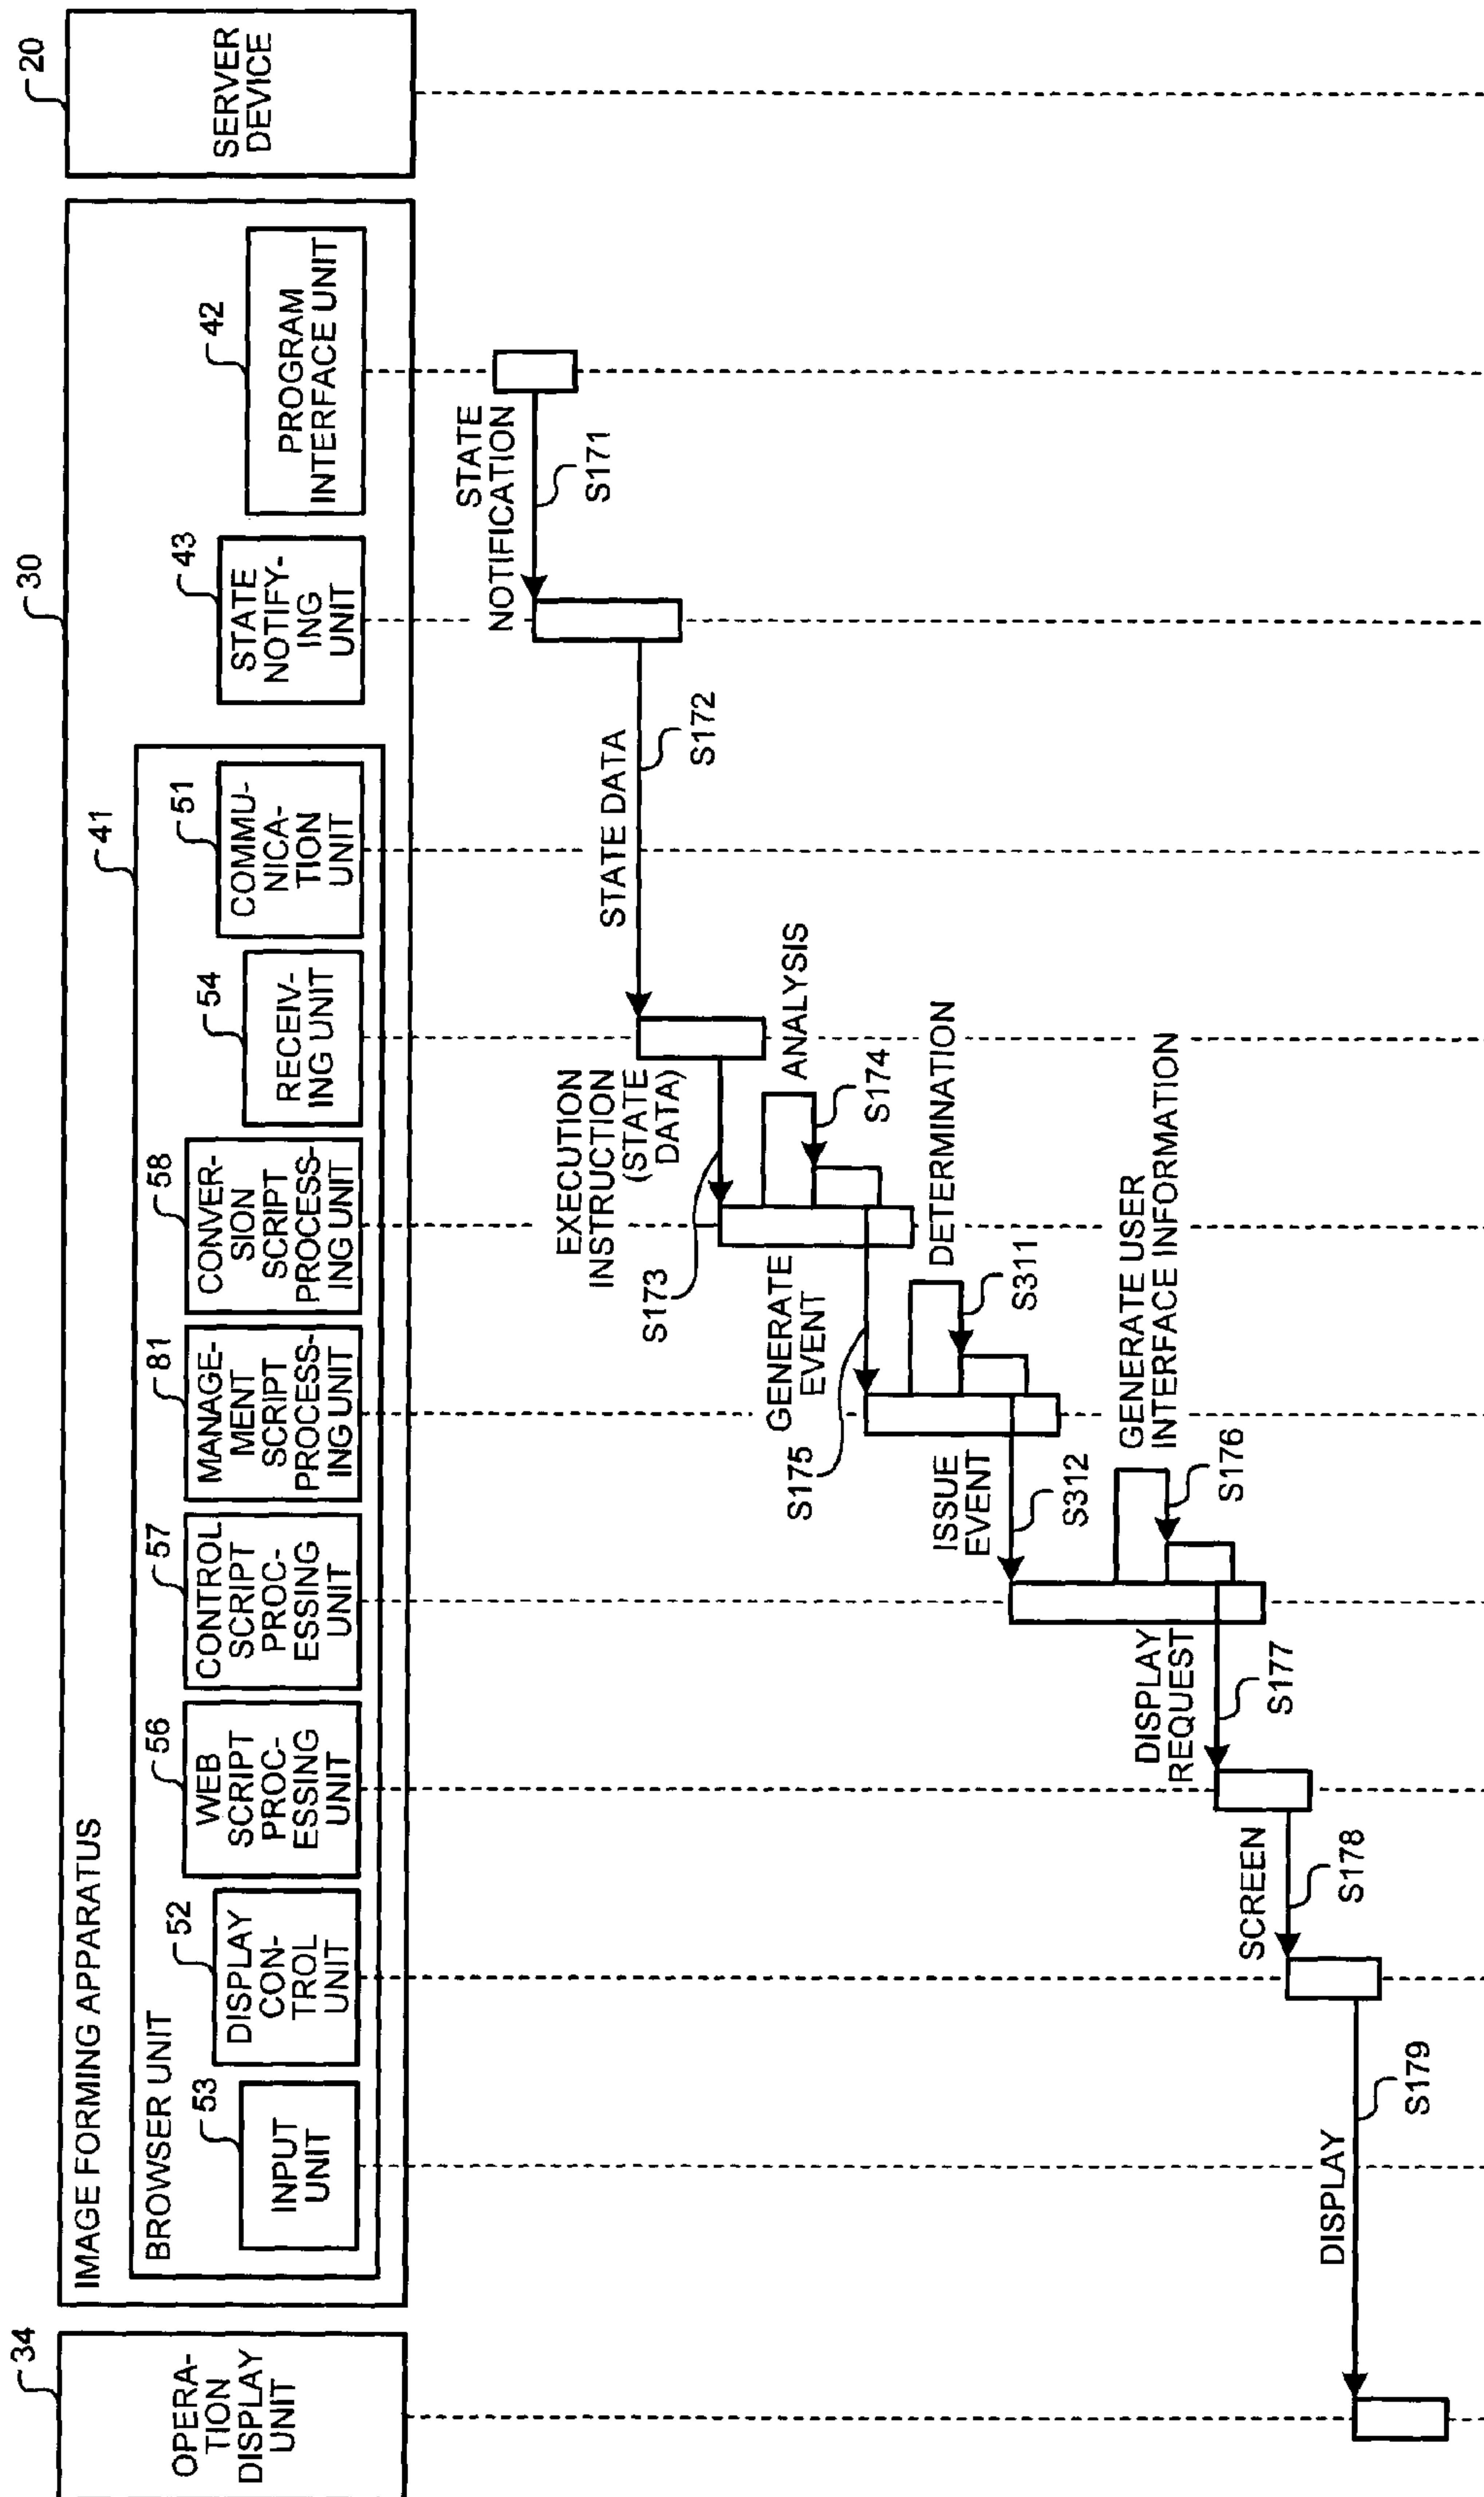 34
OPERA-
TION
DISPLAY
UNIT
30
IMAGE FORMING APPARATUS
41
BROWSER UNIT
53
INPUT
UNIT
52
DISPLAY
CON-
TROL
UNIT
56
WEB
SCRIPT
PROC-
ESSING
UNIT
57
CONTROL
SCRIPT
PROC-
ESSING
UNIT
81
MANAGE-
MENT
SCRIPT
PROCESS-
ING UNIT
58
CONVER-
SION
SCRIPT
PROCESS-
ING UNIT
54
RECEIV-
ING UNIT
51
COMMU-
NICA-
TION
UNIT
43
STATE
NOTIFY-
ING
UNIT
42
PROGRAM
INTERFACE UNIT
20
SERVER
DEVICE
STATE
NOTIFICATION
S171
STATE DATA
S172
EXECUTION
INSTRUCTION
(STATE
DATA)
S173
ANALYSIS
S174
GENERATE
EVENT
S175
DETERMINATION
S311
ISSUE
EVENT
S312
GENERATE USER
INTERFACE INFORMATION
S176
DISPLAY
REQUEST
S177
SCREEN
S178
DISPLAY
S179